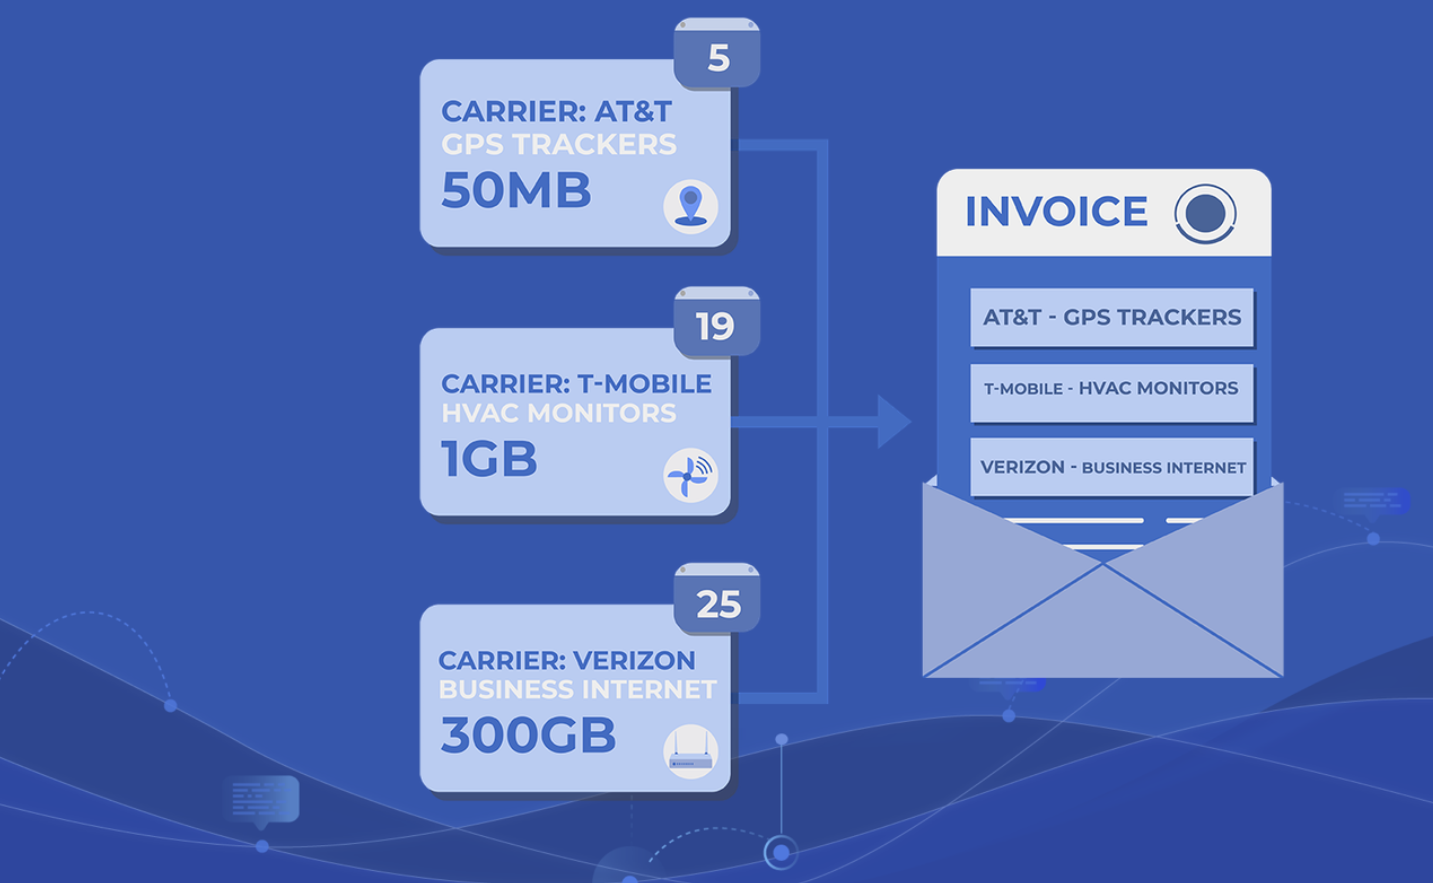 5
CARRIER: AT&T
GPS TRACKERS
50MB
19
CARRIER: T-MOBILE
HVAC MONITORS
1GB
25
CARRIER: VERIZON
BUSINESS INTERNET
300GB
INVOICE
AT&T - GPS TRACKERS
T-MOBILE - HVAC MONITORS
VERIZON - BUSINESS INTERNET